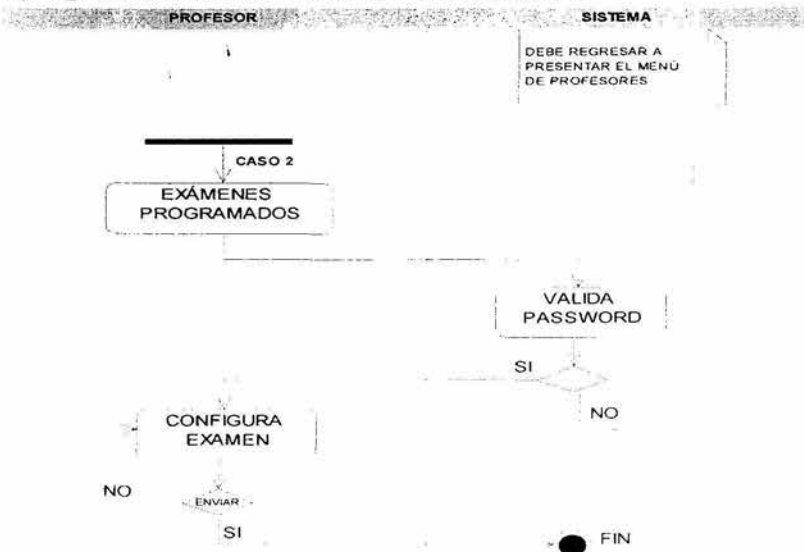 PROFESOR
SISTEMA
DEBE REGRESAR A
PRESENTAR EL MENÚ
DE PROFESORES
CASO 2
EXÁMENES
PROGRAMADOS
VALIDA
PASSWORD
SI
NO
CONFIGURA
EXAMEN
NO
ENVIAR
SI
FIN